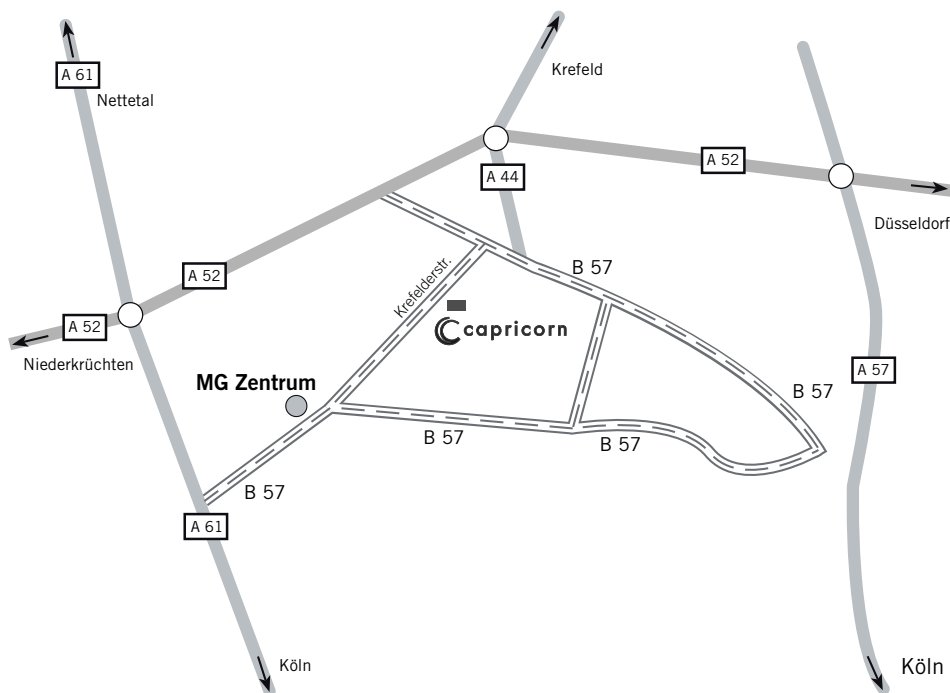 Krefeld
A 61
Nettetal
A 52
A 44
Düsseldorf
Krefelderstr.
B 57
A 52
A 52
capricorn
Niederkrüchten
A 57
MG Zentrum
B 57
B 57
B 57
B 57
A 61
Köln
Köln